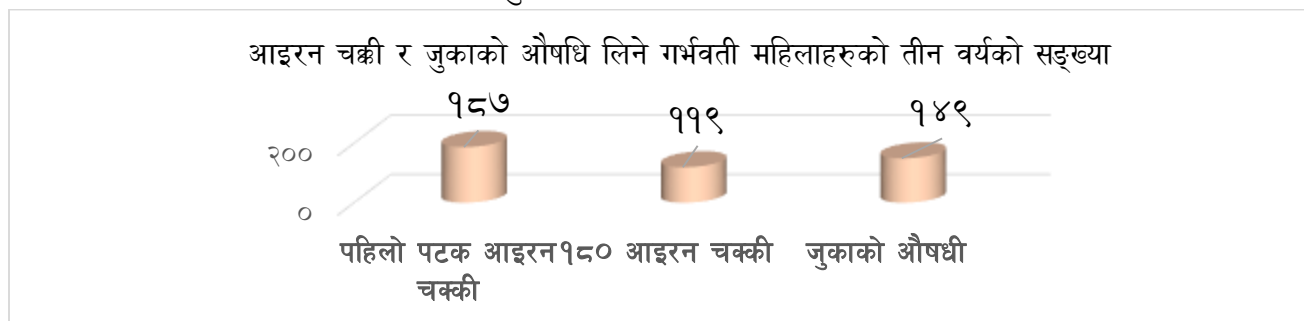 आइरन चक्की र जुकाको औषधि लिने गर्भवती महिलाहरुको तीन वर्यको सङ्ख्या
१८७
११९
१४९
२००
०
पहिलो पटक आइरन
चक्की
१८० आइरन चक्की
जुकाको औषधी